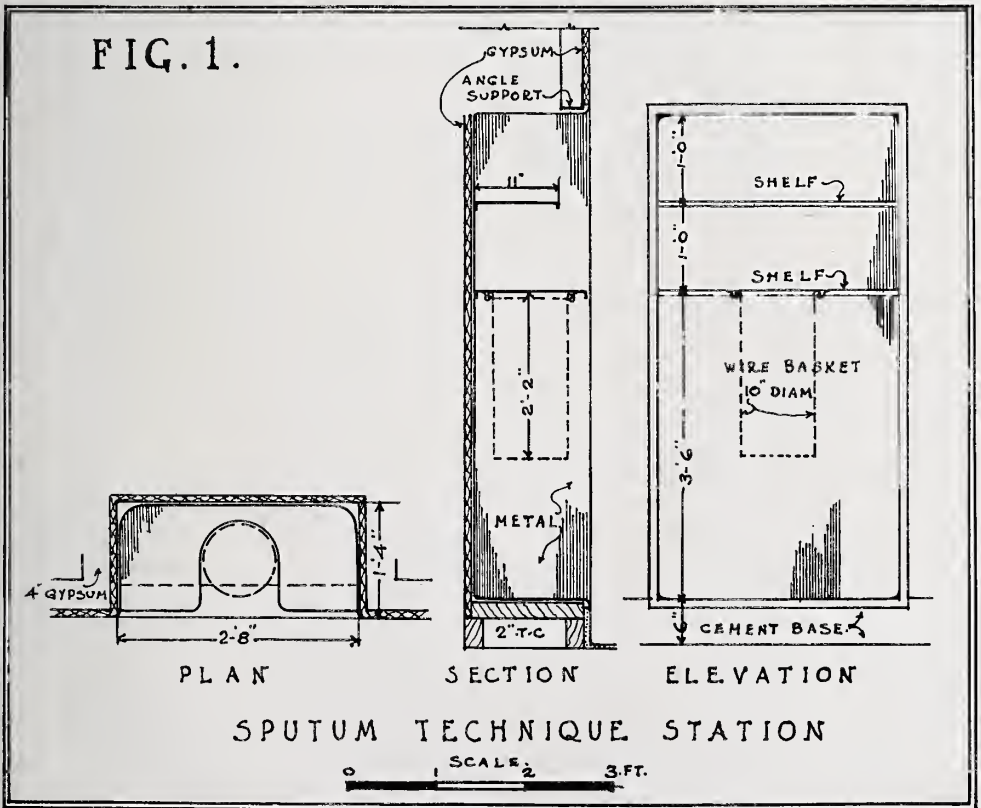 FIG. 1.
GYPSUM
ANGLE
SUPPORT
11"
2'-2"
METAL
2" T-C
1'-0"
SHELF
1'-0"
SHELF
WIRE BASKET
10" DIAM
3'-6"
6"
CEMENT BASE.
4" GYPSUM
1'-4"
2'-8"
PLAN
SECTION
ELEVATION
SPUTUM TECHNIQUE STATION
SCALE.
0 1 2 3 FT.